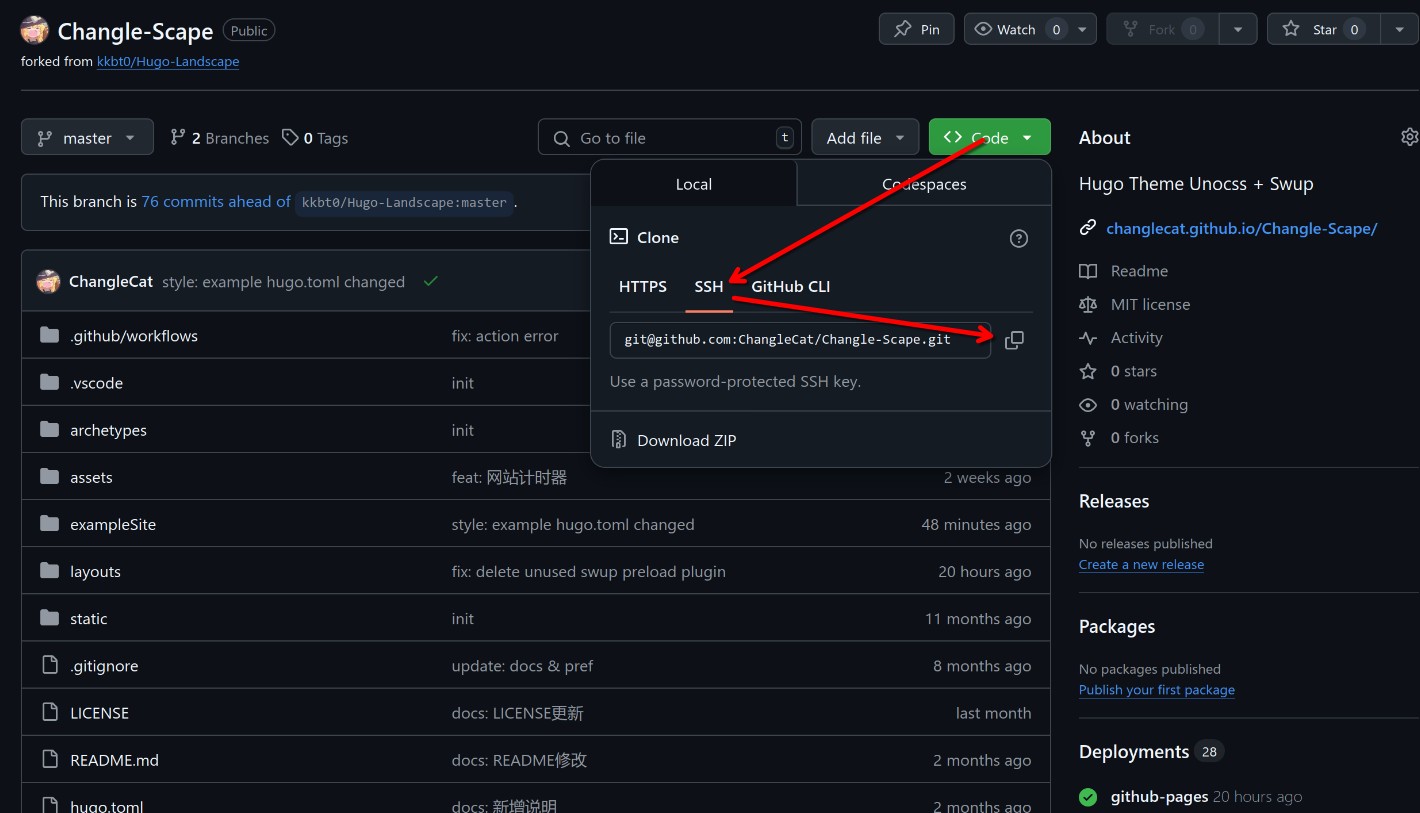 Changle-Scape Public Pin Watch 0 Fork 0 Star 0
forked from kkbt0/Hugo-Landscape
master 2 Branches 0 Tags Go to file t Add file Code
This branch is 76 commits ahead of kkbt0/Hugo-Landscape:master .
Local Codespaces
Clone
HTTPS SSH GitHub CLI
git@github.com:ChangleCat/Changle-Scape.git
Use a password-protected SSH key.
Download ZIP
ChangleCat style: example hugo.toml changed
.github/workflows fix: action error
.vscode init
archetypes init
assets feat: 网站计时器 2 weeks ago
exampleSite style: example hugo.toml changed 48 minutes ago
layouts fix: delete unused swup preload plugin 20 hours ago
static init 11 months ago
.gitignore update: docs & pref 8 months ago
LICENSE docs: LICENSE更新 last month
README.md docs: README修改 2 months ago
hugo.toml docs: 新增说明 2 months ago
About
Hugo Theme Unocss + Swup
changlecat.github.io/Changle-Scape/
Readme
MIT license
Activity
0 stars
0 watching
0 forks
Releases
No releases published
Create a new release
Packages
No packages published
Publish your first package
Deployments 28
github-pages 20 hours ago